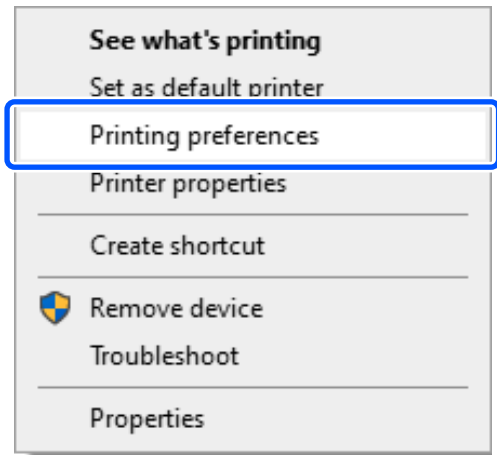 See what's printing
Set as default printer
Printing preferences
Printer properties
Create shortcut
Remove device
Troubleshoot
Properties